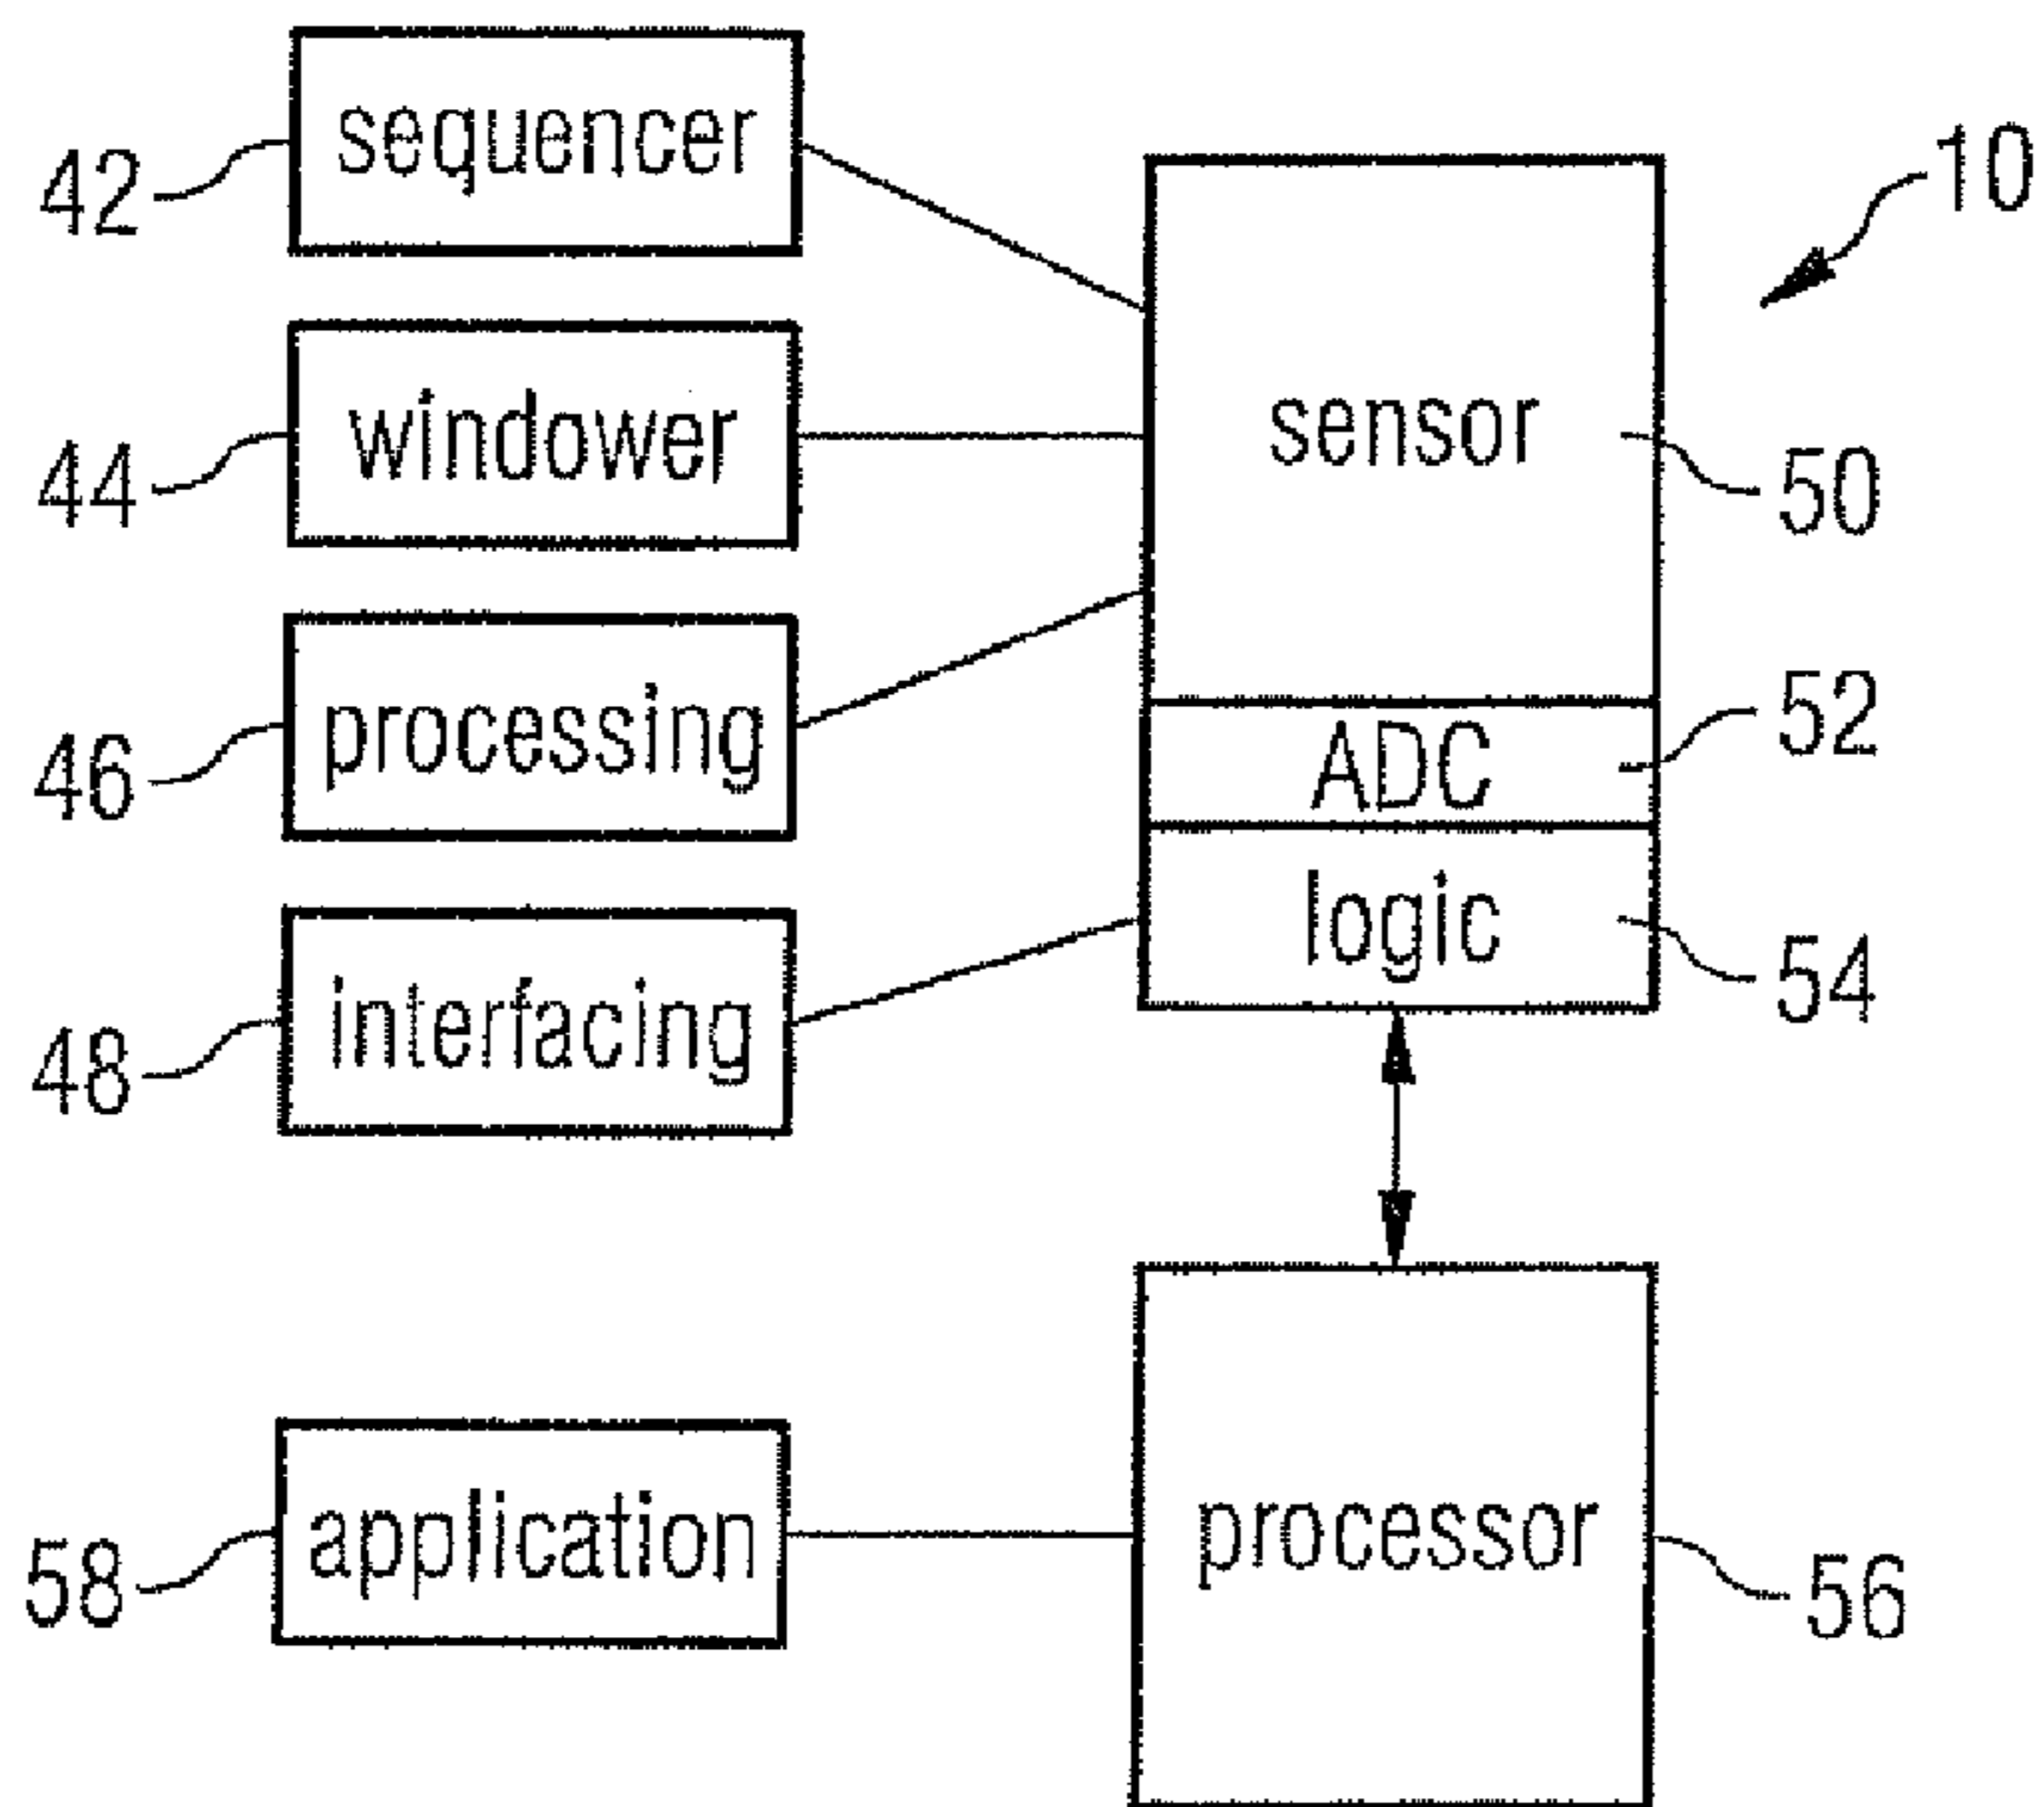 sequencer
42
10
windower
sensor
44
50
processing
ADC
52
46
logic
54
interfacing
48
application
processor
58
56